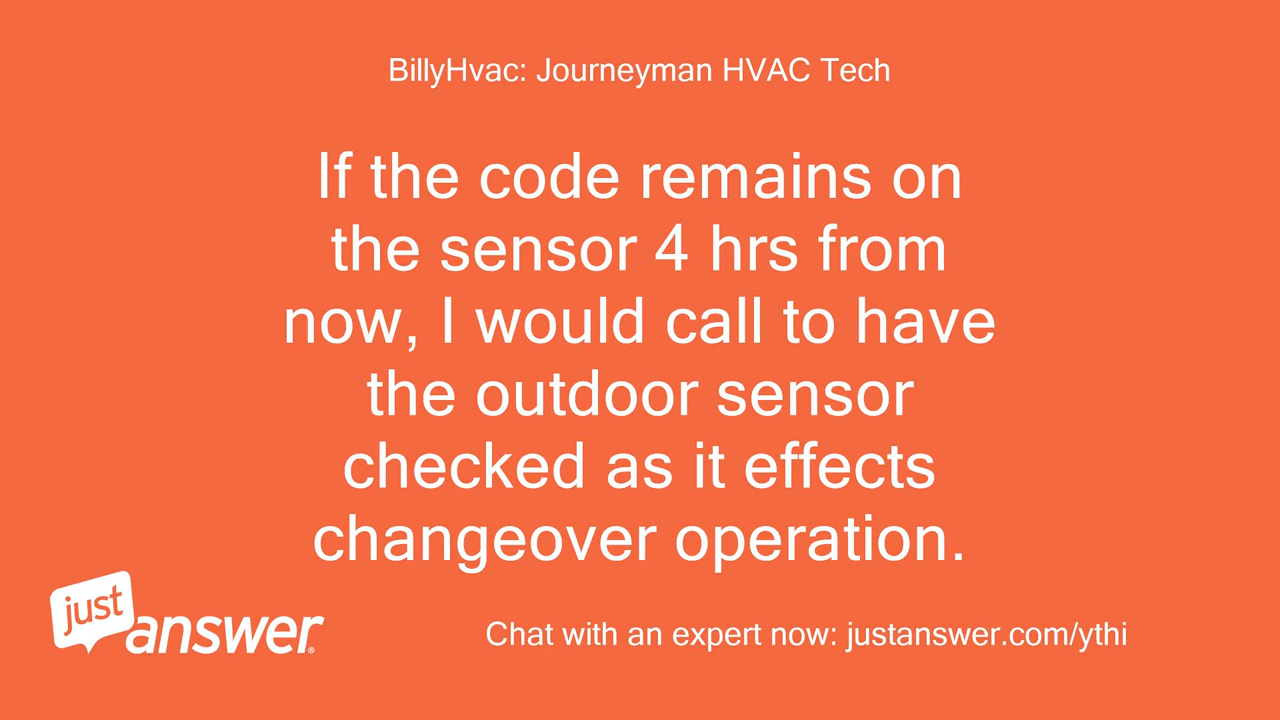 BillyHvac: Journeyman HVAC Tech
If the code remains on
the sensor 4 hrs from
now, I would call to have
the outdoor sensor
checked as it effects
changeover operation.
just
answer®
Chat with an expert now: justanswer.com/ythi